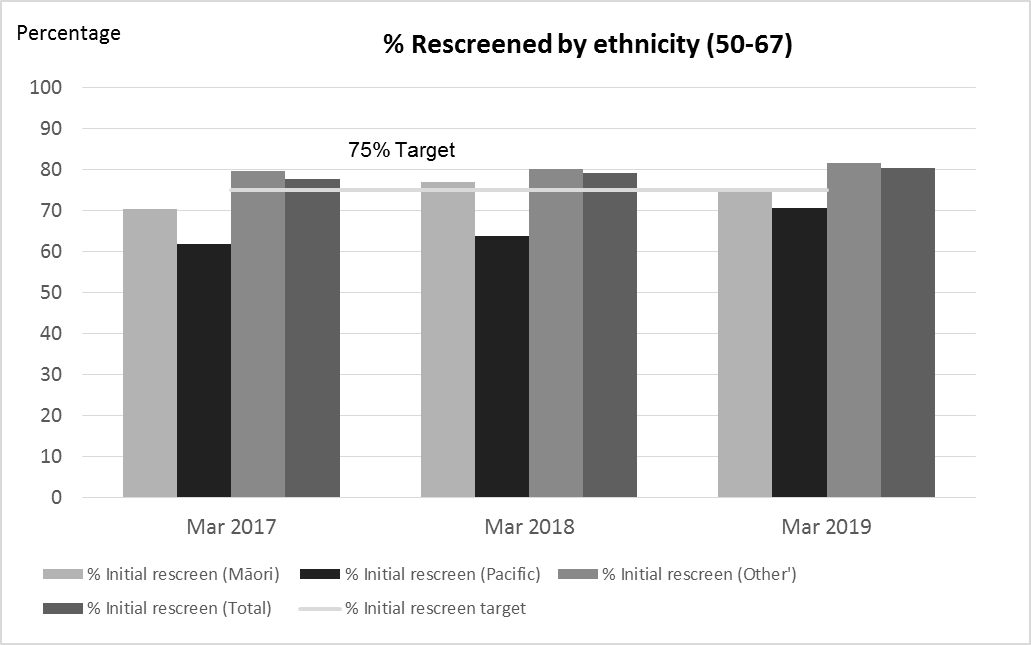 Percentage
% Rescreened by ethnicity (50-67)
100
90
80
70
60
50
40
30
20
10
0
75% Target
Mar 2017
Mar 2018
Mar 2019
% Initial rescreen (Māori)
% Initial rescreen (Pacific)
% Initial rescreen (Other')
% Initial rescreen (Total)
% Initial rescreen target